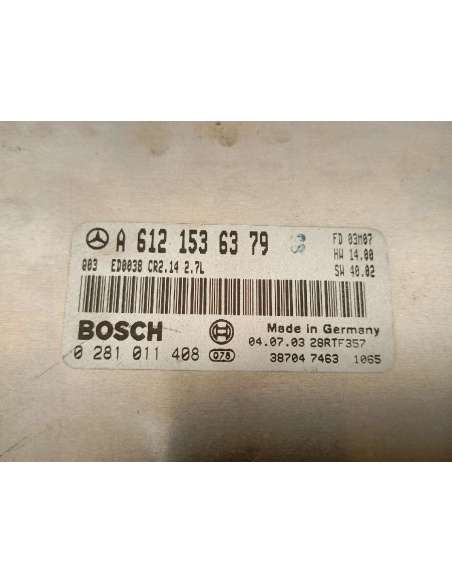 A 612 153 63 79
FD 03M07
HW 14.00
SW 40.02
003 ED0038 CR2.14 2.7L
BOSCH
Made in Germany
04.07.03 28RTF357
0 281 011 408 078
38704 7463 1065